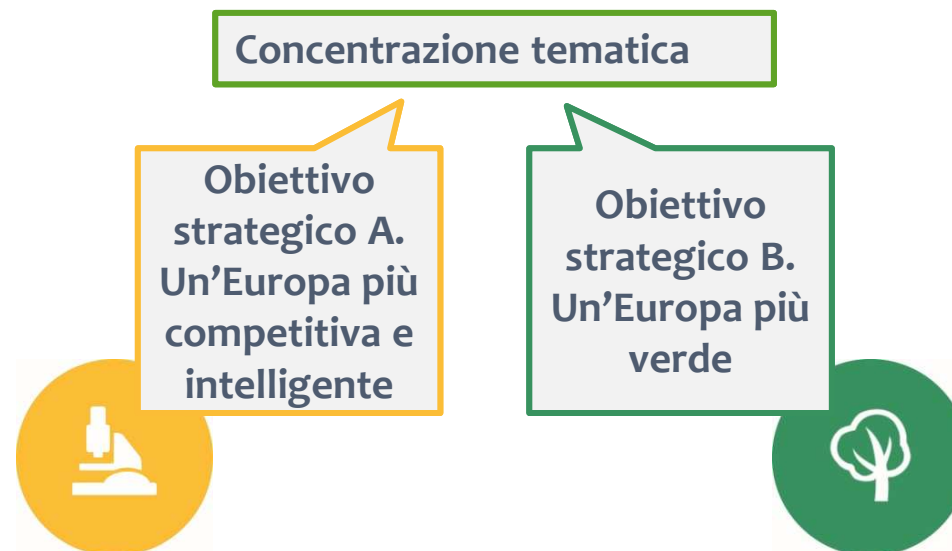 Concentrazione tematica
Obiettivo
strategico A.
Un’Europa più
competitiva e
intelligente
Obiettivo
strategico B.
Un’Europa più
verde